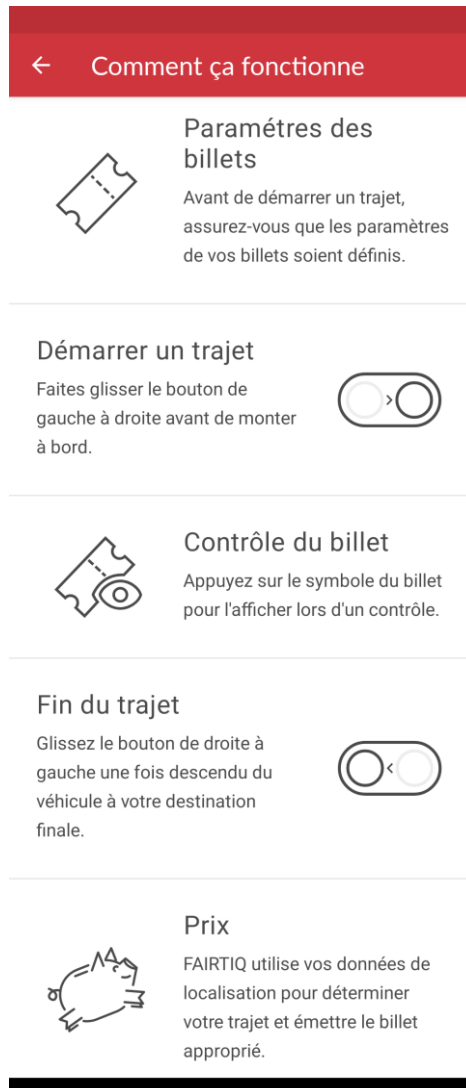 Comment ça fonctionne
Paramétres des
billets
Avant de démarrer un trajet,
assurez-vous que les paramètres
de vos billets soient définis.
Démarrer un trajet
Faites glisser le bouton de
gauche à droite avant de monter
à bord.
Contrôle du billet
Appuyez sur le symbole du billet
pour l'afficher lors d'un contrôle.
Fin du trajet
Glissez le bouton de droite à
gauche une fois descendu du
véhicule à votre destination
finale.
Prix
FAIRTIQ utilise vos données de
localisation pour déterminer
votre trajet et émettre le billet
approprié.